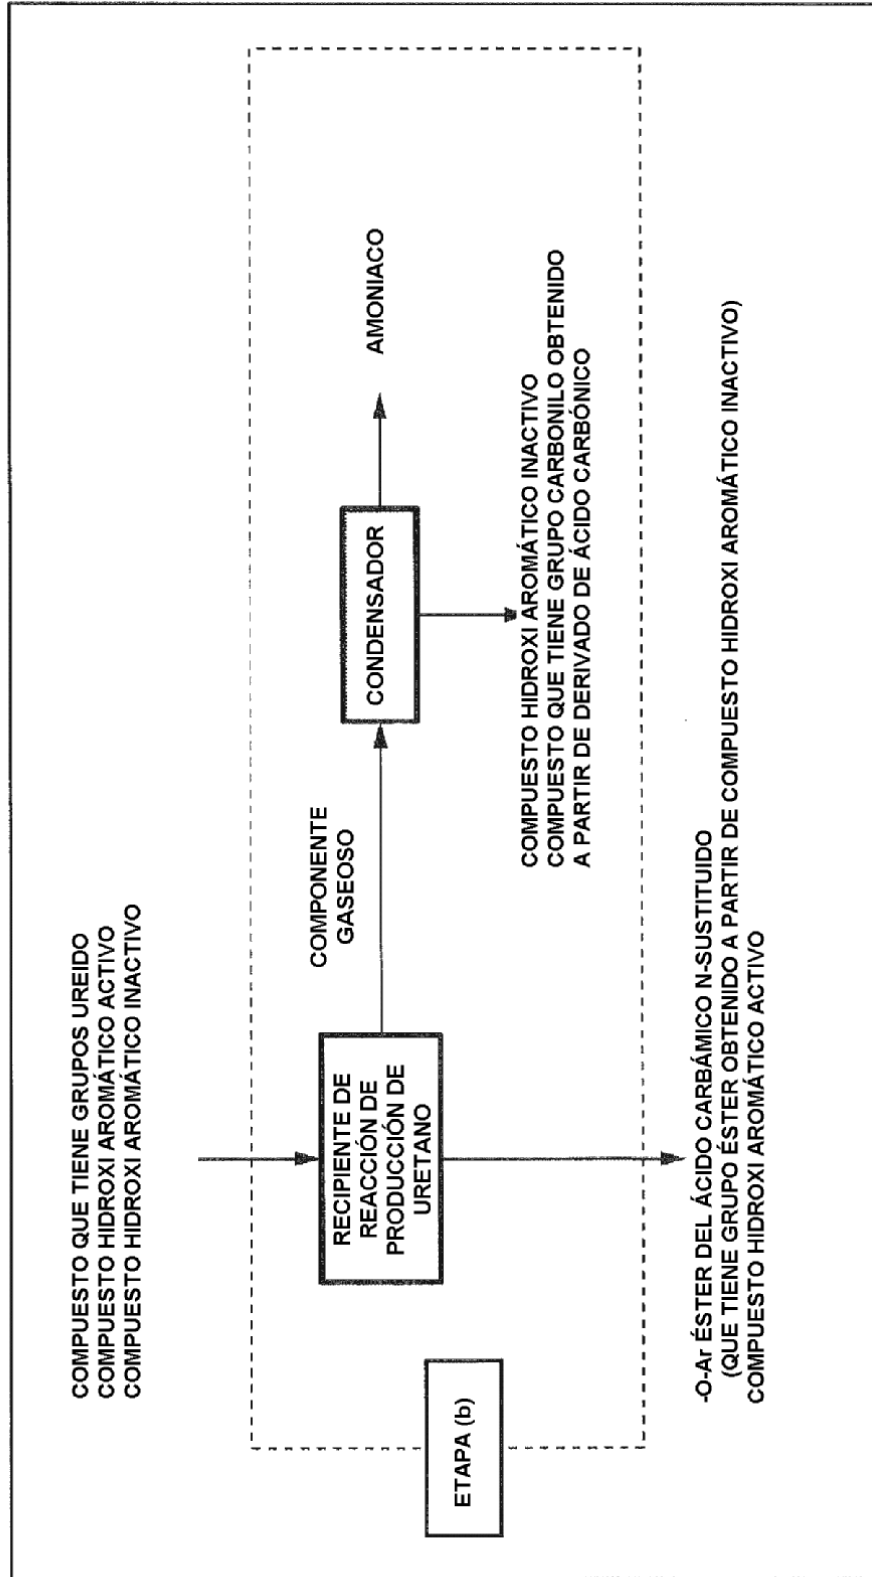 COMPUESTO QUE TIENE GRUPOS UREIDO
COMPUESTO HIDROXI AROMÁTICO ACTIVO
COMPUESTO HIDROXI AROMÁTICO INACTIVO
RECIPIENTE DE
REACCIÓN DE
PRODUCCIÓN DE
URETANO
COMPONENTE
GASEOSO
CONDENSADOR
AMONIACO
COMPUESTO HIDROXI AROMÁTICO INACTIVO
COMPUESTO QUE TIENE GRUPO CARBONILO OBTENIDO
A PARTIR DE DERIVADO DE ÁCIDO CARBÓNICO
ETAPA (b)
-O-Ar ÉSTER DEL ÁCIDO CARBÁMICO N-SUSTITUIDO
(QUE TIENE GRUPO ÉSTER OBTENIDO A PARTIR DE COMPUESTO HIDROXI AROMÁTICO INACTIVO)
COMPUESTO HIDROXI AROMÁTICO ACTIVO